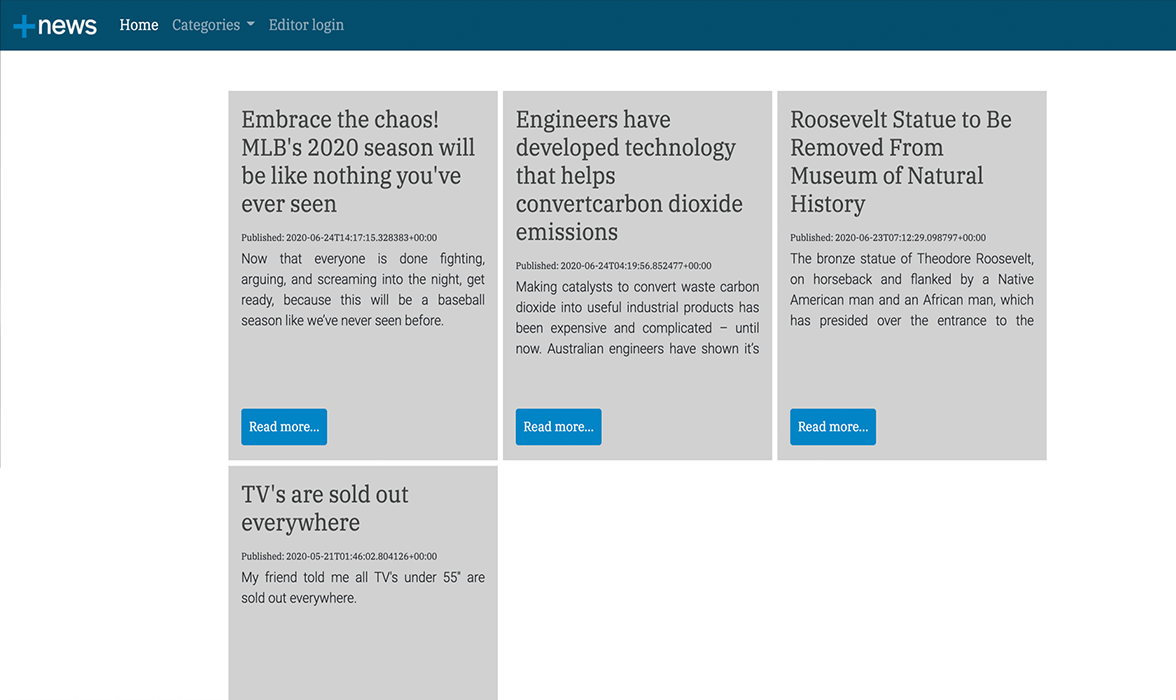 +news Home Categories Editor login
Embrace the chaos!
MLB's 2020 season will
be like nothing you've
ever seen
Published: 2020-06-24T14:17:15.328383+00:00
Now that everyone is done fighting,
arguing, and screaming into the night, get
ready, because this will be a baseball
season like we’ve never seen before.
Read more...
Engineers have
developed technology
that helps
convertcarbon dioxide
emissions
Published: 2020-06-24T04:19:56.852477+00:00
Making catalysts to convert waste carbon
dioxide into useful industrial products has
been expensive and complicated – until
now. Australian engineers have shown it’s
Read more...
Roosevelt Statue to Be
Removed From
Museum of Natural
History
Published: 2020-06-23T07:12:29.098797+00:00
The bronze statue of Theodore Roosevelt,
on horseback and flanked by a Native
American man and an African man, which
has presided over the entrance to the
Read more...
TV's are sold out
everywhere
Published: 2020-05-21T01:46:02.804126+00:00
My friend told me all TV's under 55" are
sold out everywhere.